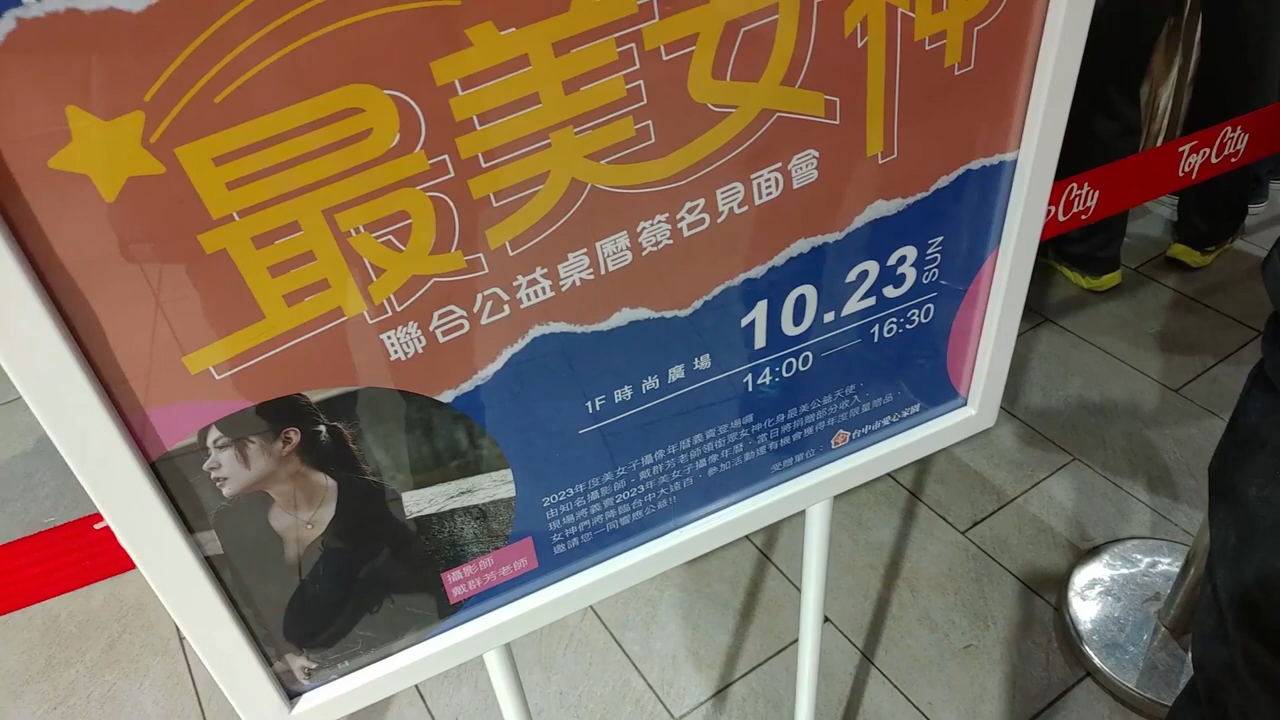 最美女神
聯合公益桌曆簽名見面會
10.23 SUN
1F 時尚廣場
14:00 — 16:30
2023年度美女子攝像年曆義賣登場囉
由知名攝影師、戴群芳老師領銜眾女神化身最美公益天使，
現場將義賣2023年美女子攝像年曆，當日將捐贈部分收入，
女神們將降臨台中大遠百，參加活動還有機會獲得年度限量贈品，
邀請您一同響應公益!!
受贈單位：台中市愛心家園
攝影師
戴群芳老師
Top City
p City